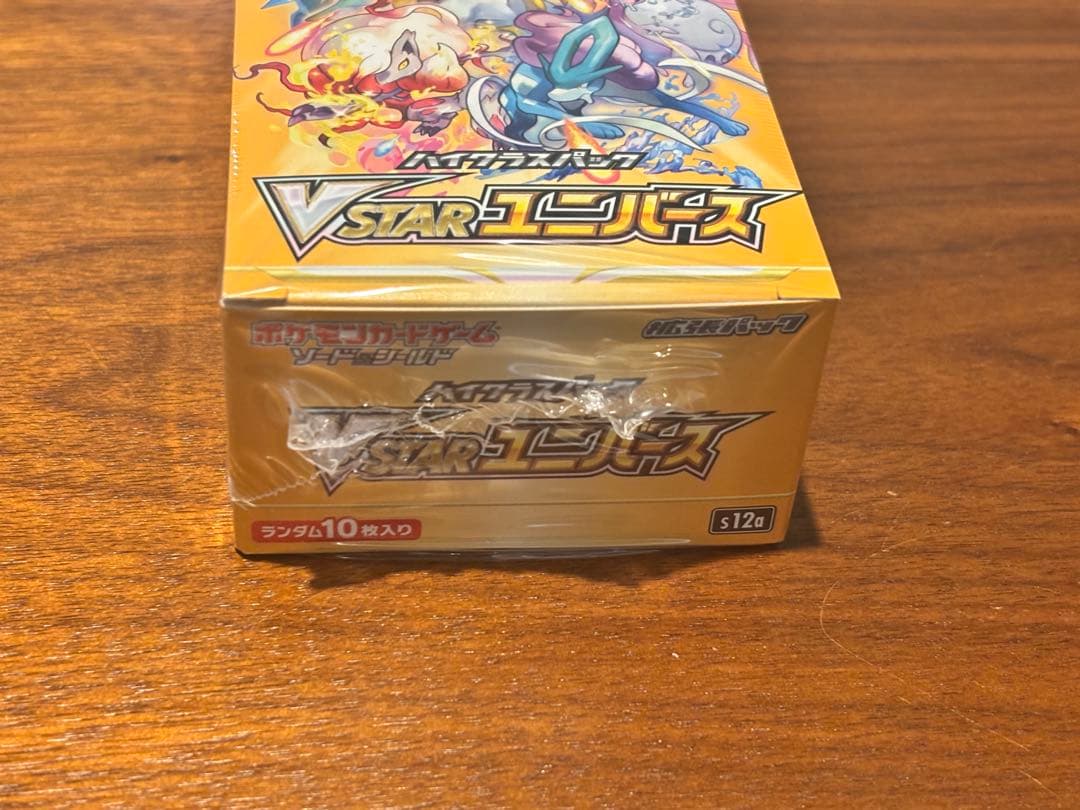 ハイクラスパック
VSTARユニバース
ポケモンカードゲーム 拡張パック
ソード&シールド
ハイクラスパック
VSTARユニバース
ランダム10枚入り s12a